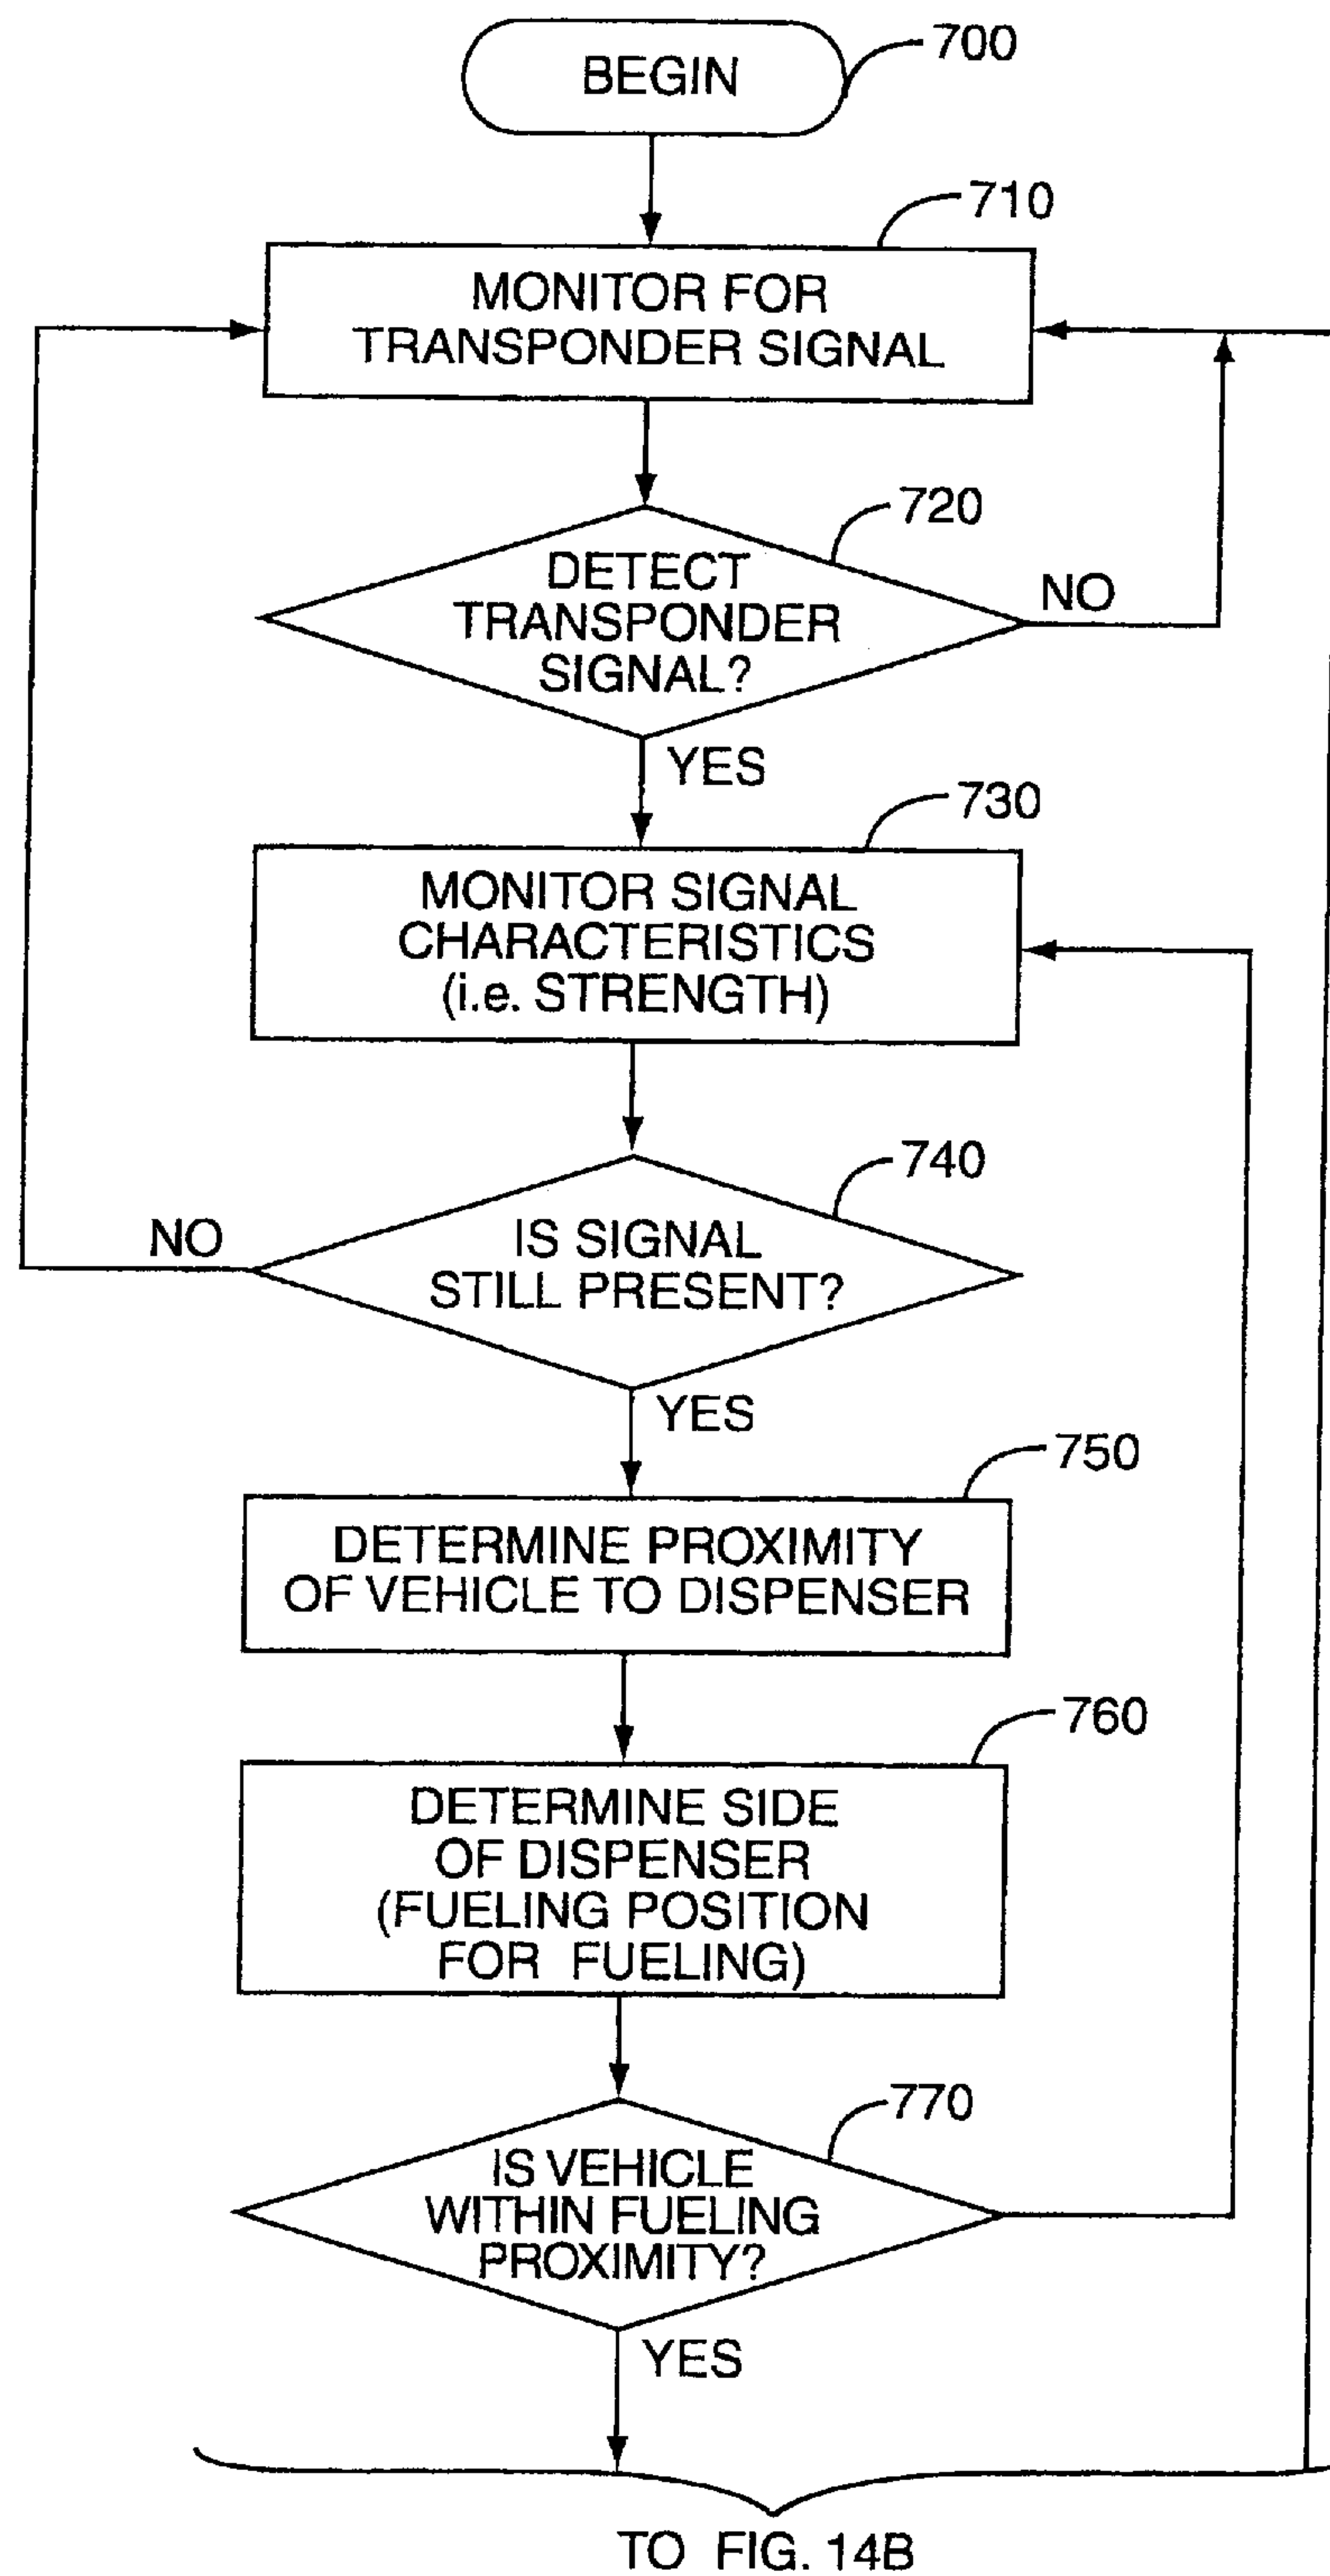 BEGIN
700
710
MONITOR FOR
TRANSPONDER SIGNAL
720
DETECT
TRANSPONDER
SIGNAL?
NO
YES
730
MONITOR SIGNAL
CHARACTERISTICS
(i.e. STRENGTH)
740
NO
IS SIGNAL
STILL PRESENT?
YES
750
DETERMINE PROXIMITY
OF VEHICLE TO DISPENSER
760
DETERMINE SIDE
OF DISPENSER
(FUELING POSITION
FOR FUELING)
770
IS VEHICLE
WITHIN FUELING
PROXIMITY?
YES
TO FIG. 14B